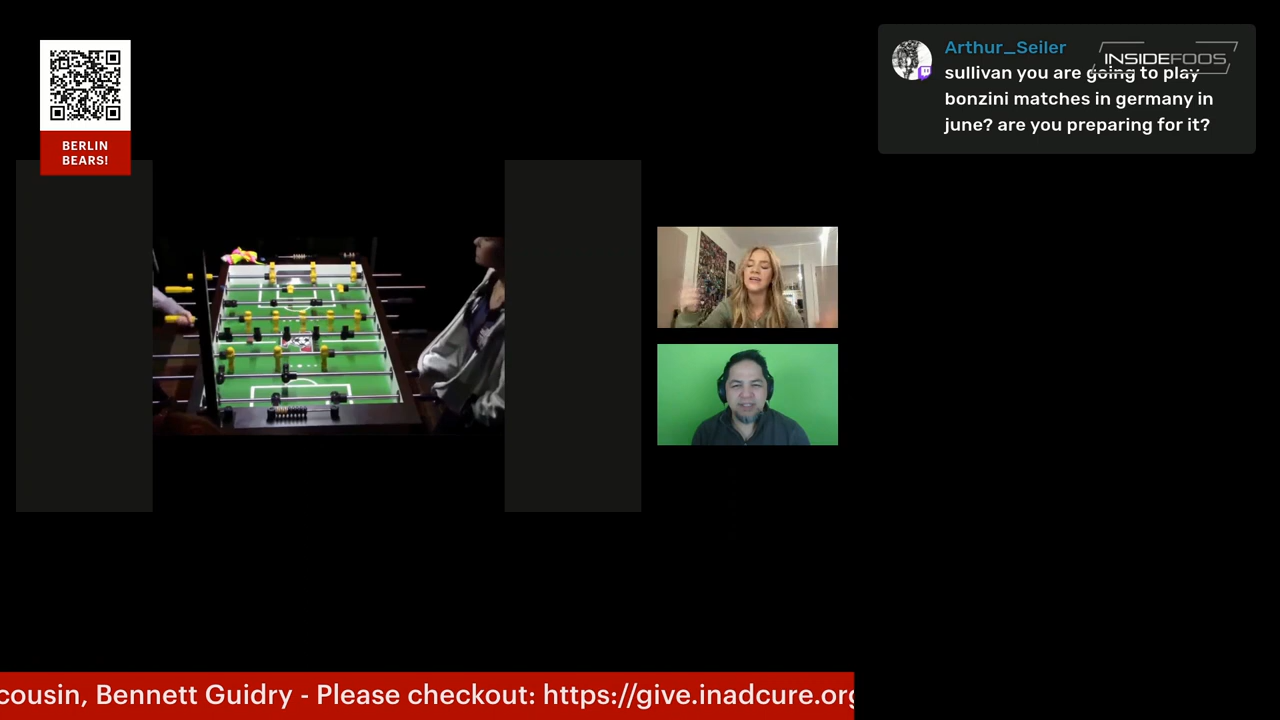 BERLIN
BEARS!
Arthur_Seiler
INSIDEFOOS
sullivan you are going to play
bonzini matches in germany in
june? are you preparing for it?
cousin, Bennett Guidry - Please checkout: https://give.inadcure.org